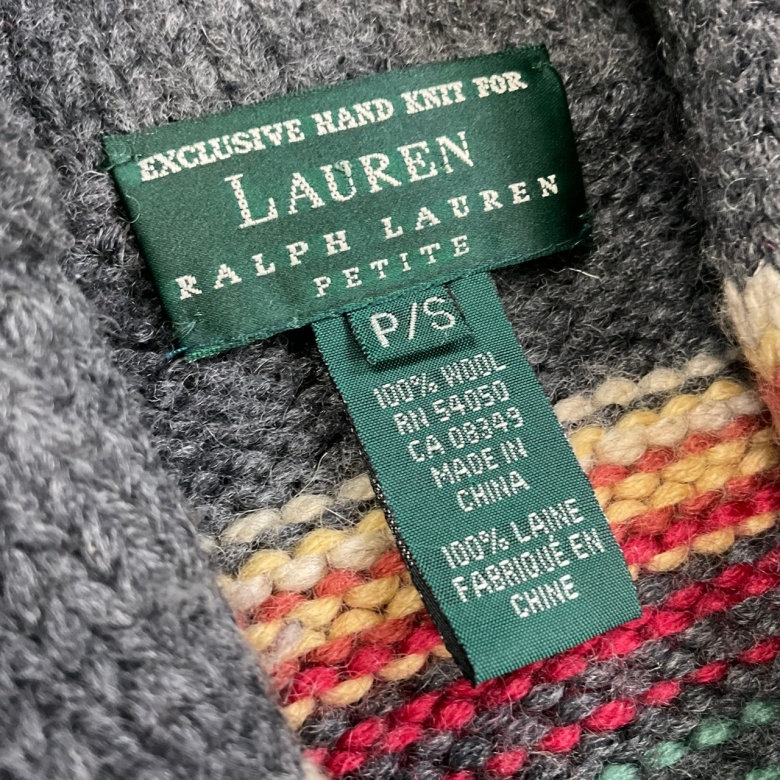 EXCLUSIVE HAND KNIT FOR
LAUREN
RALPH LAUREN
PETITE
P/S
100% WOOL
RN 54050
CA 08349
MADE IN
CHINA
100% LAINE
FABRIQUÉ EN
CHINE